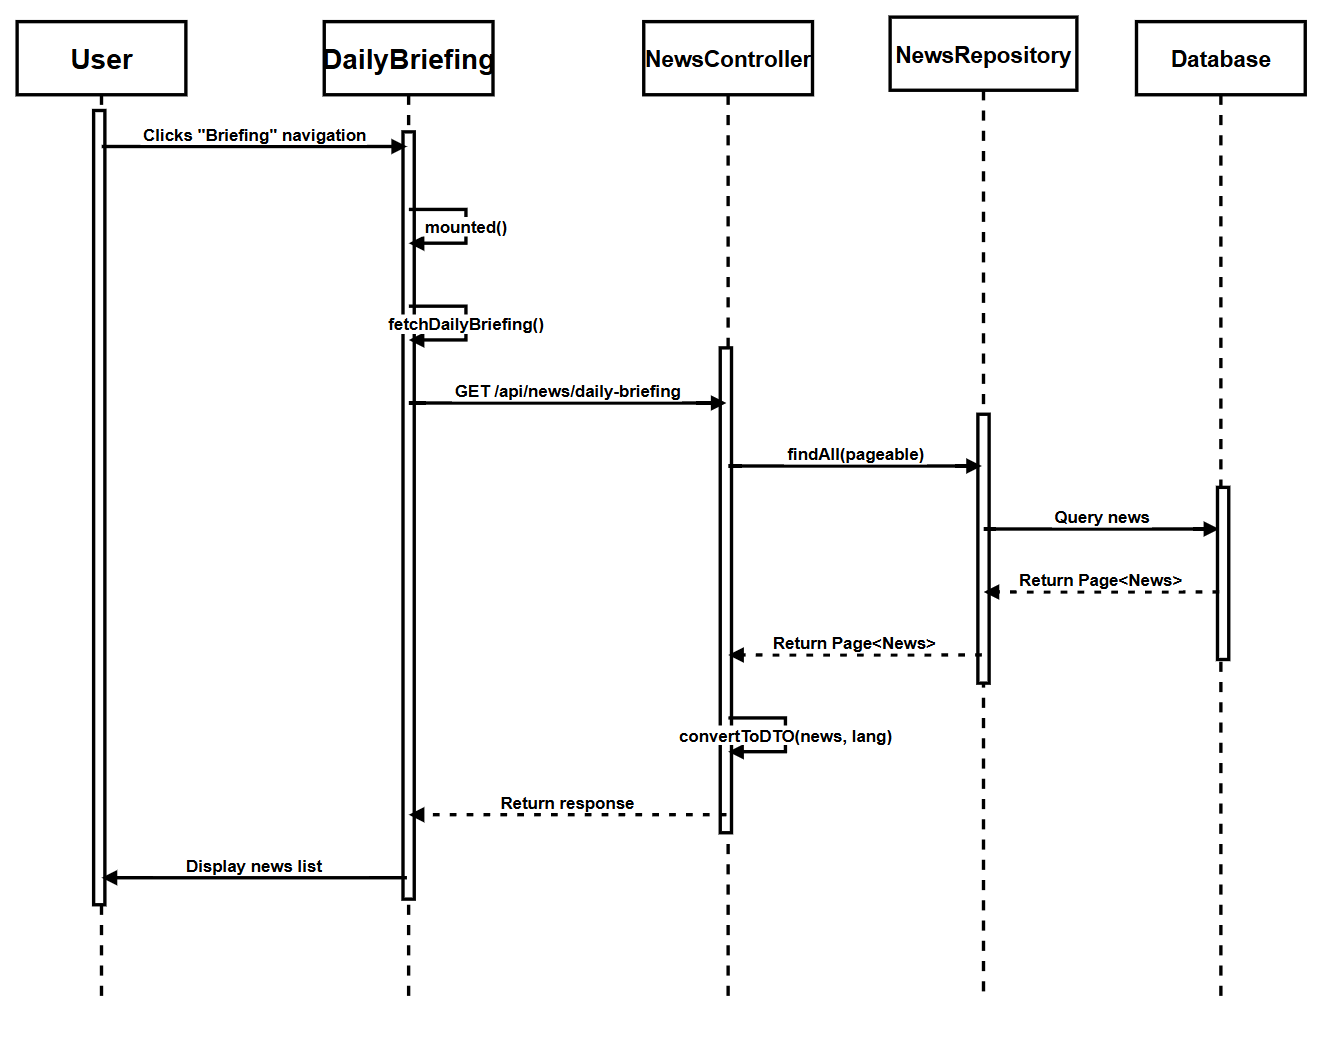 User
DailyBriefing
NewsController
NewsRepository
Database
Clicks "Briefing" navigation
mounted()
fetchDailyBriefing()
GET /api/news/daily-briefing
findAll(pageable)
Query news
Return Page<News>
Return Page<News>
convertToDTO(news, lang)
Return response
Display news list